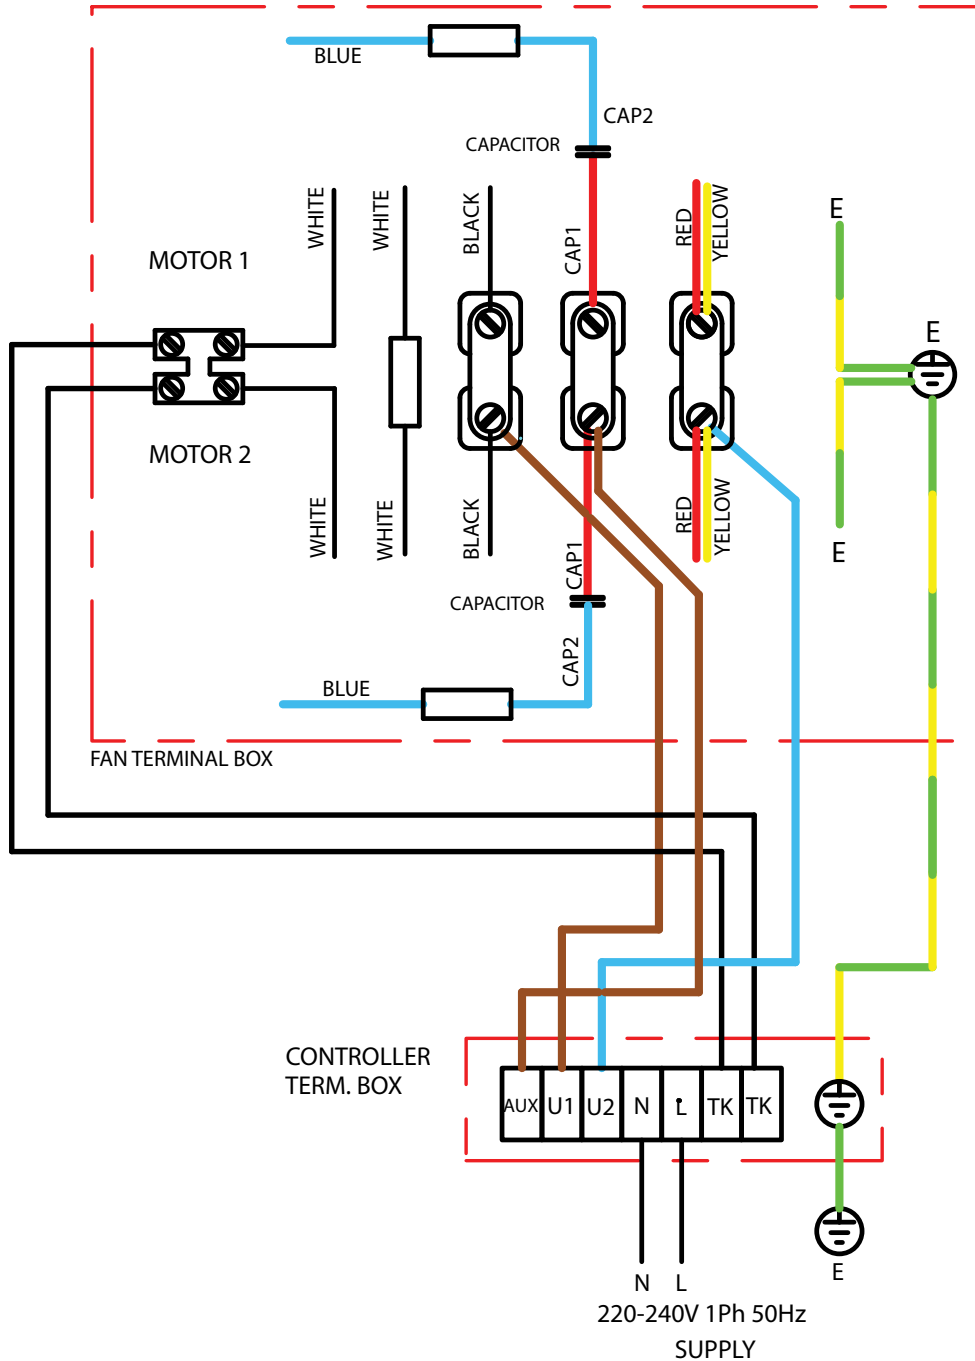 BLUE
CAP2
CAPACITOR
WHITE
WHITE
BLACK
CAP1
RED
YELLOW
E
MOTOR 1
E
MOTOR 2
WHITE
WHITE
BLACK
CAP1
RED
YELLOW
E
CAPACITOR
CAP2
BLUE
FAN TERMINAL BOX
CONTROLLER
TERM. BOX
AUX U1 U2 N L TK TK
N L
E
220-240V 1Ph 50Hz
SUPPLY